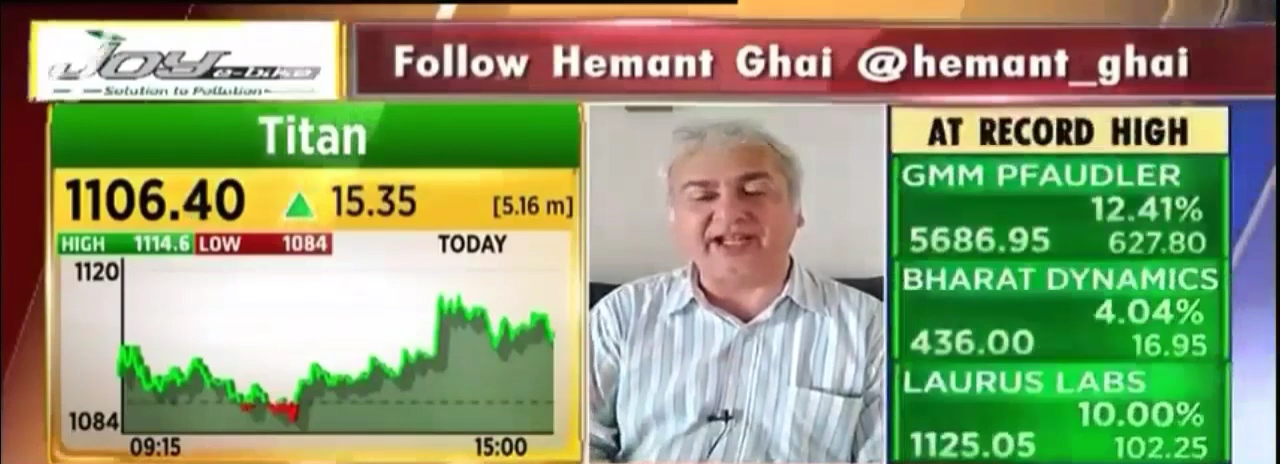 Joy e-bike
Solution to Pollution
Follow Hemant Ghai @hemant_ghai
Titan
1106.40 ▲ 15.35 [5.16 m]
HIGH 1114.6 LOW 1084 TODAY
1120
1084
09:15 15:00
AT RECORD HIGH
GMM PFAUDLER
12.41%
5686.95 627.80
BHARAT DYNAMICS
4.04%
436.00 16.95
LAURUS LABS
10.00%
1125.05 102.25